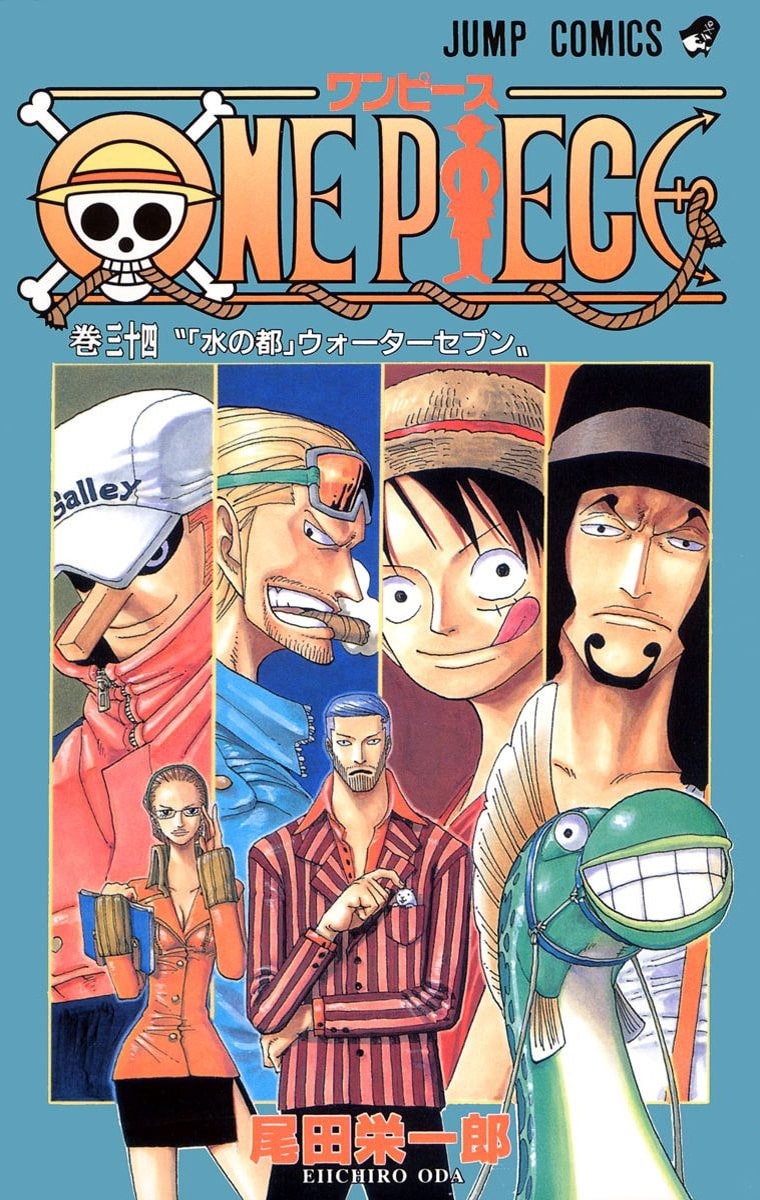 JUMP COMICS
ワンピース
ONE PIECE
巻三十四 〝「水の都」ウォーターセブン〟
Galley
尾田栄一郎
EIICHIRO ODA